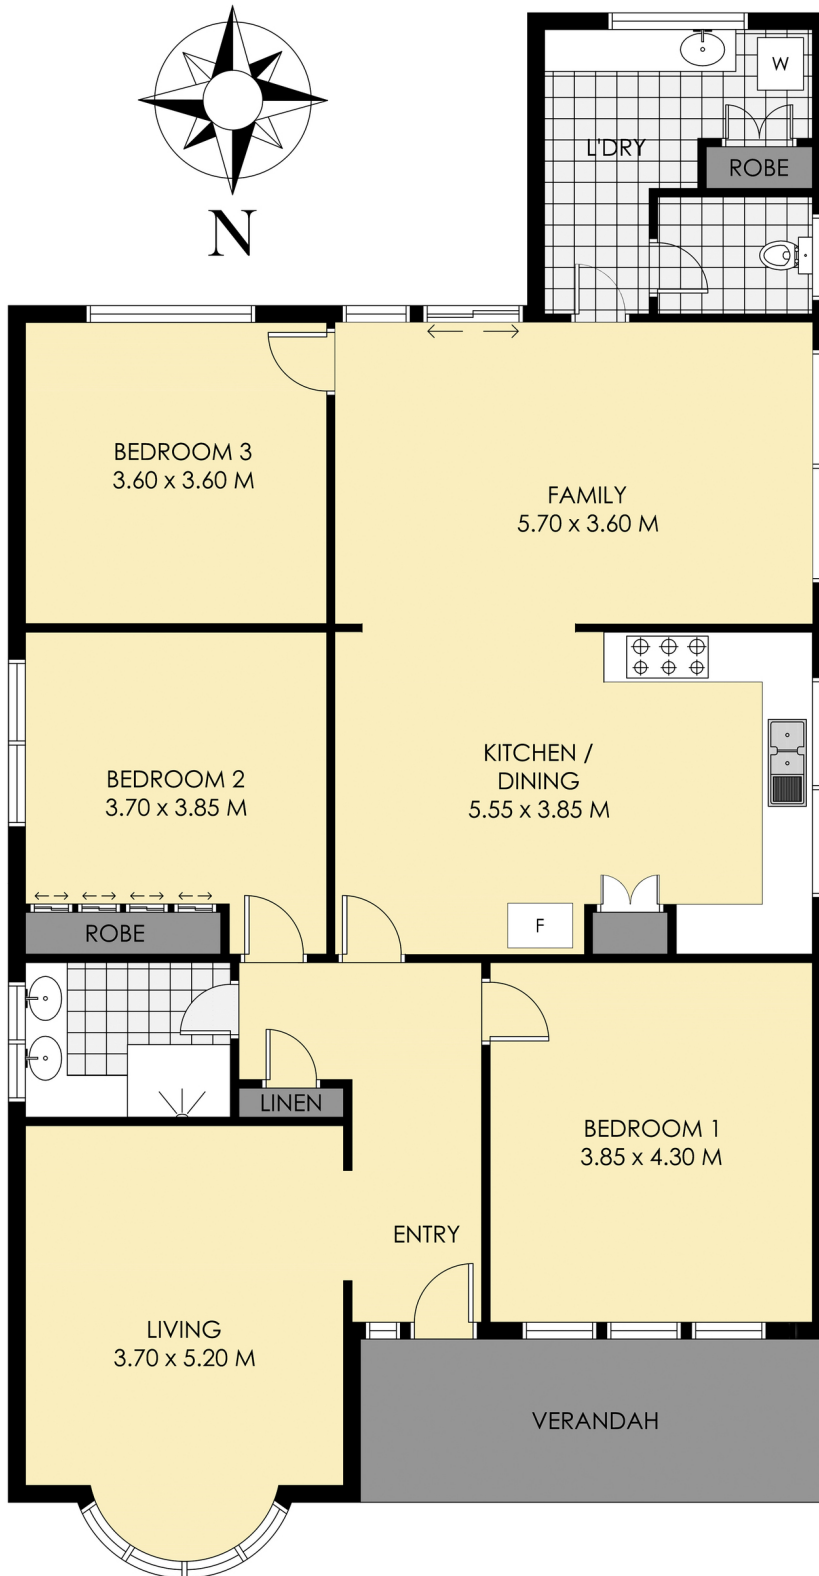 N
W
L'DRY
ROBE
BEDROOM 3
3.60 x 3.60 M
FAMILY
5.70 x 3.60 M
BEDROOM 2
3.70 x 3.85 M
KITCHEN /
DINING
5.55 x 3.85 M
ROBE
F
LINEN
BEDROOM 1
3.85 x 4.30 M
ENTRY
LIVING
3.70 x 5.20 M
VERANDAH